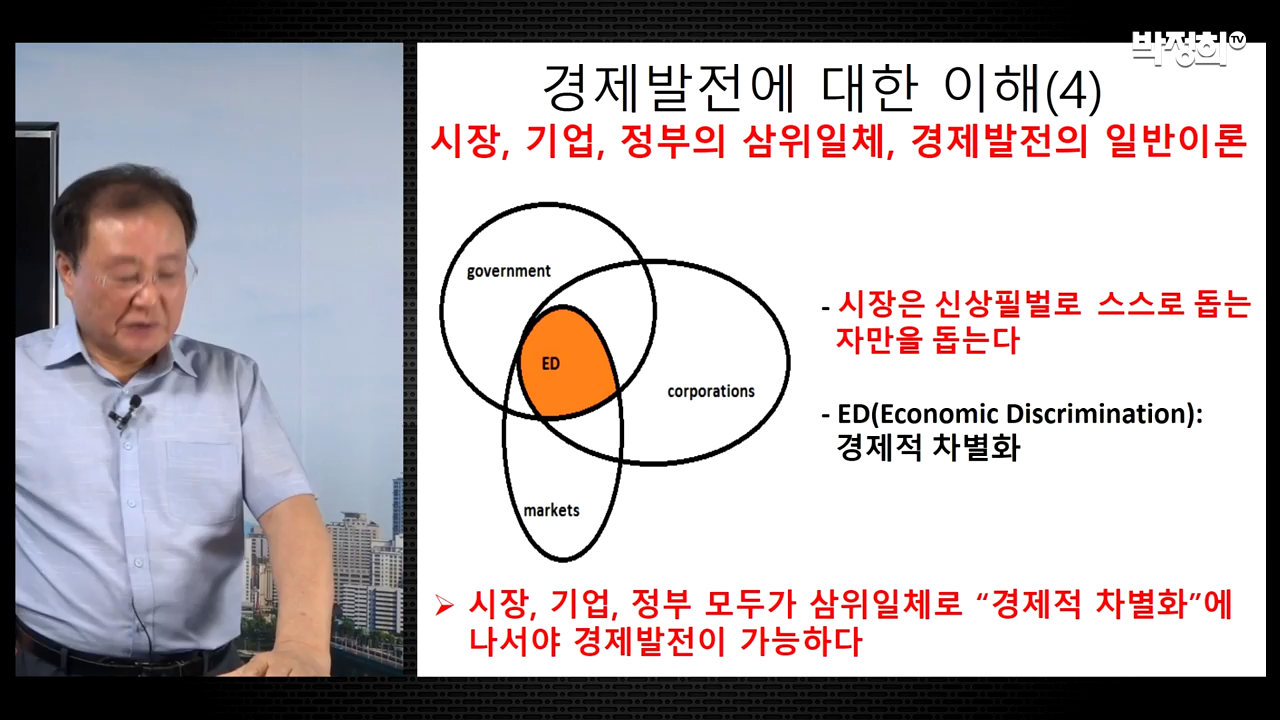 박정희TV
경제발전에 대한 이해(4)
시장, 기업, 정부의 삼위일체, 경제발전의 일반이론
government
ED
corporations
markets
- 시장은 신상필벌로 스스로 돕는
자만을 돕는다
- ED(Economic Discrimination):
경제적 차별화
➢ 시장, 기업, 정부 모두가 삼위일체로 “경제적 차별화”에
나서야 경제발전이 가능하다